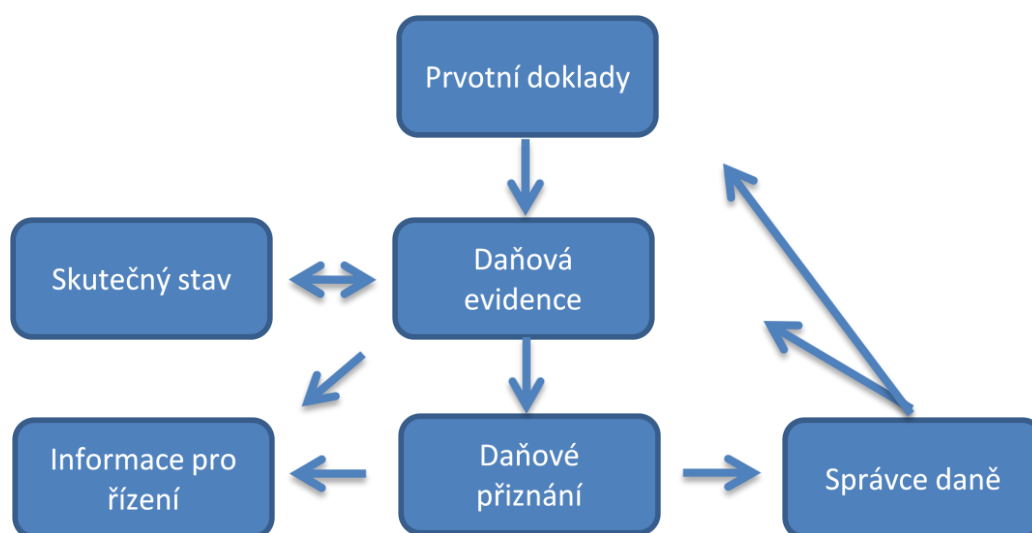 Prvotní doklady
Skutečný stav
Daňová
evidence
Informace pro
řízení
Daňové
přiznání
Správce daně